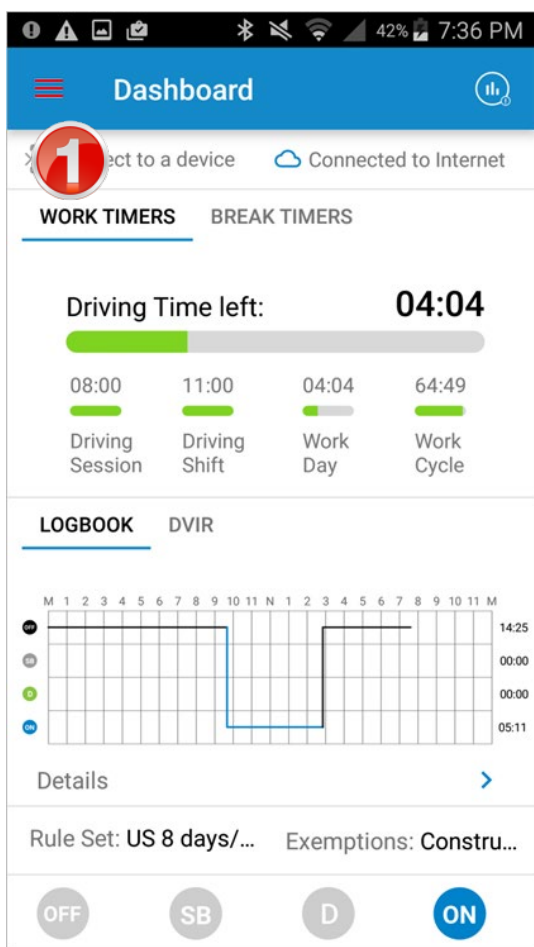 42% 7:36 PM
Dashboard
1
to a device Connected to Internet
WORK TIMERS BREAK TIMERS
Driving Time left: 04:04
08:00 11:00 04:04 64:49
Driving Driving Work Work
Session Shift Day Cycle
LOGBOOK DVIR
M 1 2 3 4 5 6 7 8 9 10 11 N 1 2 3 4 5 6 7 8 9 10 11 M
OFF 14:25
SB 00:00
D 00:00
ON 05:11
Details
Rule Set: US 8 days/... Exemptions: Constru...
OFF SB D ON